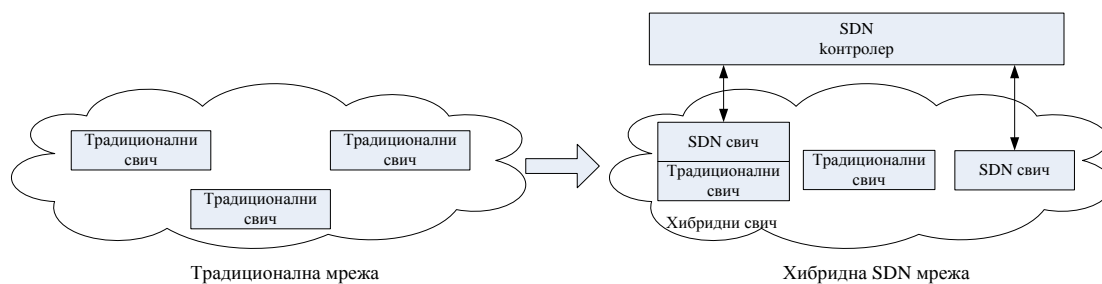 Традиционални
свич
Традиционални
свич
Традиционални
свич
Традиционална мрежа
SDN
kонтролер
SDN свич
Традиционални
свич
Хибридни свич
Традиционални
свич
SDN свич
Хибридна SDN мрежа